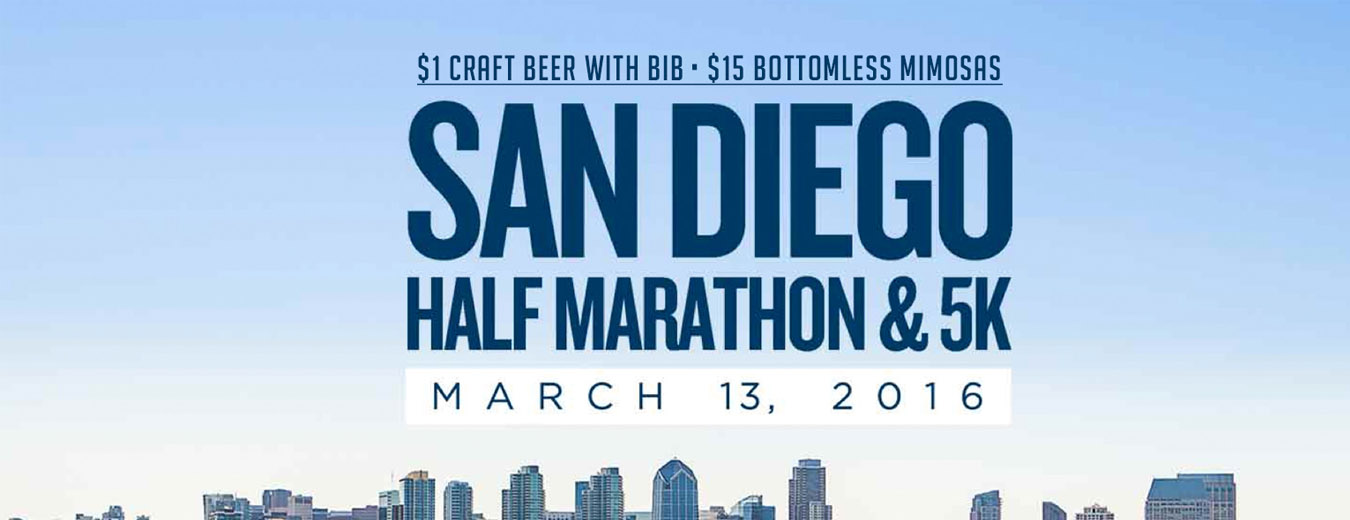 $1 CRAFT BEER WITH BIB · $15 BOTTOMLESS MIMOSAS
SAN DIEGO
HALF MARATHON & 5K
MARCH 13, 2016